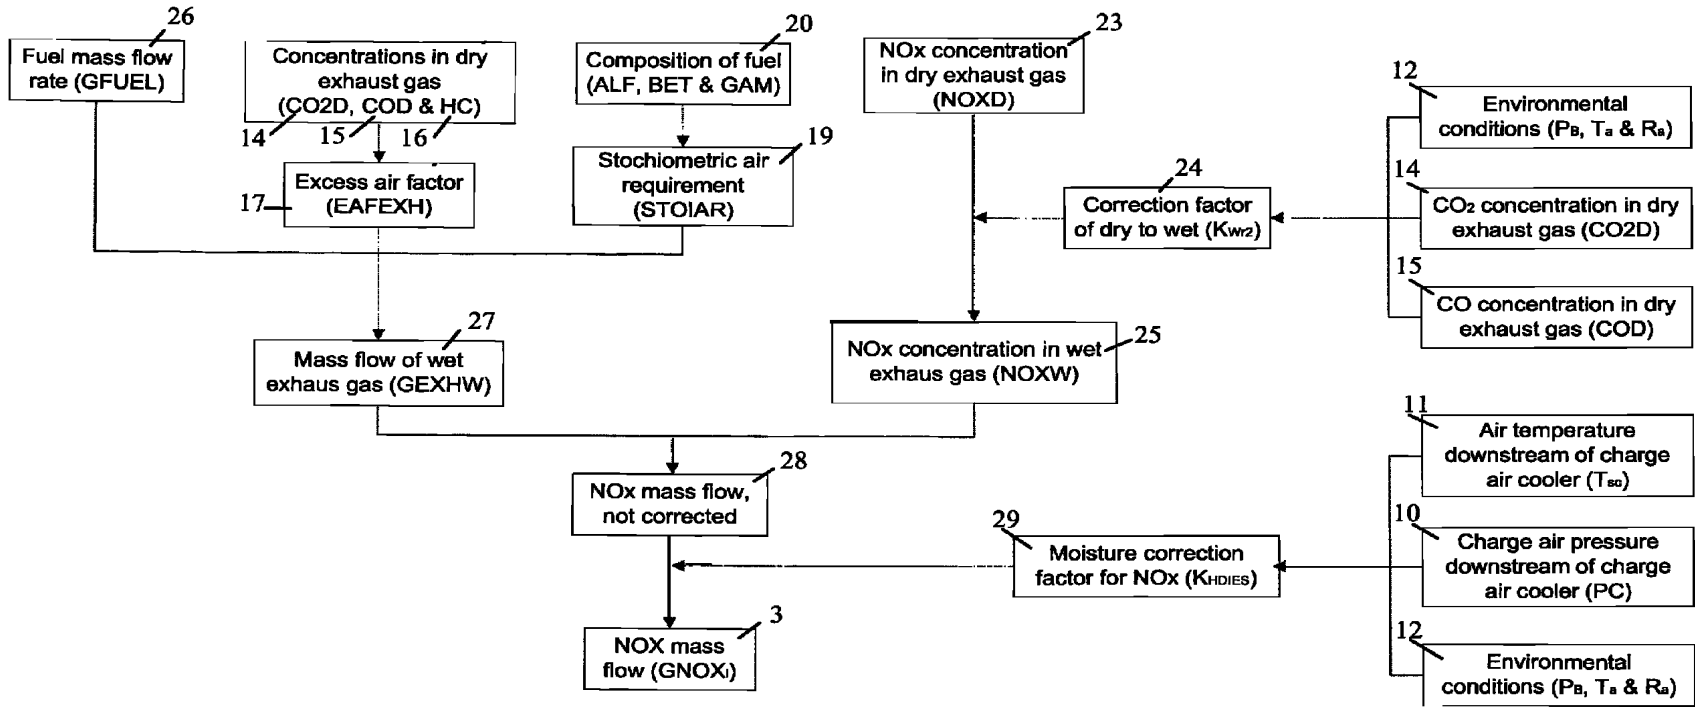 26
Fuel mass flow
rate (GFUEL)
Concentrations in dry
exhaust gas
(CO2D, COD & HC)
14
15
16
20
Composition of fuel
(ALF, BET & GAM)
23
NOx concentration
in dry exhaust gas
(NOXD)
12
Environmental
conditions (PB, Ta & Ra)
17
Excess air factor
(EAFEXH)
19
Stochiometric air
requirement
(STOIAR)
24
Correction factor
of dry to wet (Kwr2)
14
CO2 concentration in dry
exhaust gas (CO2D)
15
CO concentration in dry
exhaust gas (COD)
27
Mass flow of wet
exhaus gas (GEXHW)
25
NOx concentration in wet
exhaus gas (NOXW)
11
Air temperature
downstream of charge
air cooler (Tsc)
28
NOx mass flow,
not corrected
29
Moisture correction
factor for NOx (KHDIES)
10
Charge air pressure
downstream of charge
air cooler (PC)
3
NOX mass
flow (GNOXI)
12
Environmental
conditions (PB, Ta & Ra)